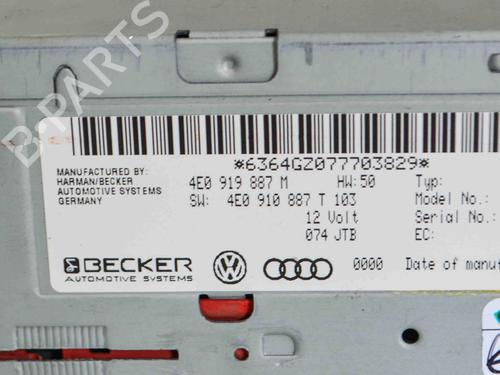 B-PARTS
*6364GZ077703829*
MANUFACTURED BY: 4E0 919 887 M HW:50 Typ:
HARMAN/BECKER
AUTOMOTIVE SYSTEMS SW: 4E0 910 887 T 103 Model No.:
GERMANY
12 Volt Serial No.:
074 JTB EC:
BECKER 0000 Date of manu
AUTOMOTIVE SYSTEMS